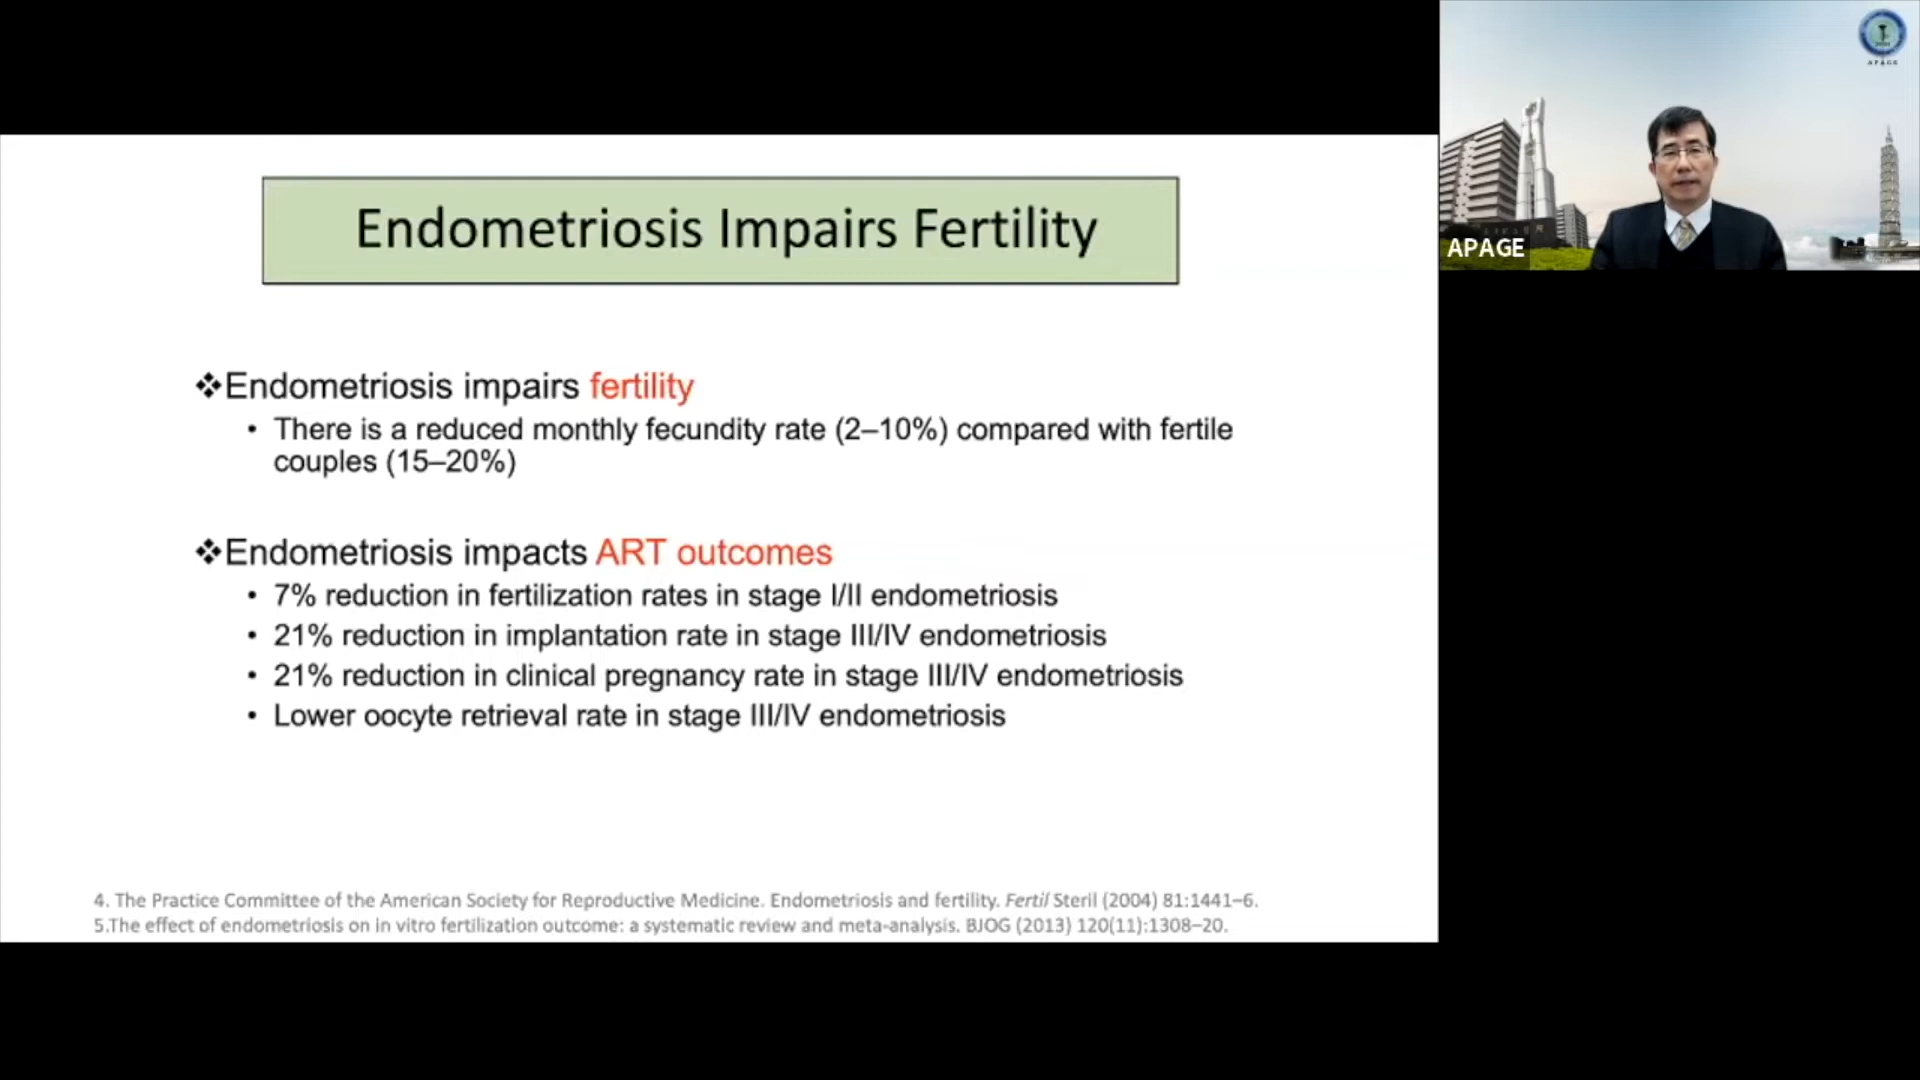 Endometriosis Impairs Fertility
❖Endometriosis impairs fertility
• There is a reduced monthly fecundity rate (2–10%) compared with fertile
couples (15–20%)
❖Endometriosis impacts ART outcomes
• 7% reduction in fertilization rates in stage I/II endometriosis
• 21% reduction in implantation rate in stage III/IV endometriosis
• 21% reduction in clinical pregnancy rate in stage III/IV endometriosis
• Lower oocyte retrieval rate in stage III/IV endometriosis
4. The Practice Committee of the American Society for Reproductive Medicine. Endometriosis and fertility. Fertil Steril (2004) 81:1441–6.
5.The effect of endometriosis on in vitro fertilization outcome: a systematic review and meta-analysis. BJOG (2013) 120(11):1308–20.
APAGE
APAGE